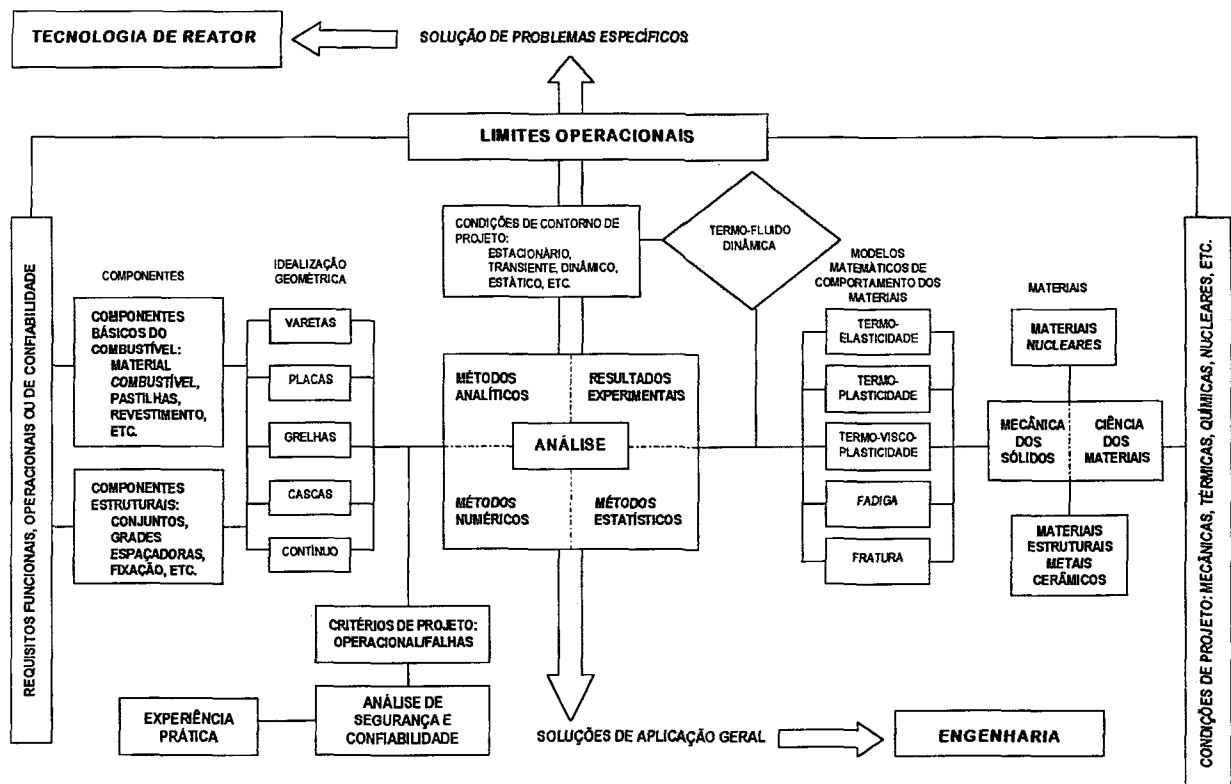 TECNOLOGIA DE REATOR
SOLUÇÃO DE PROBLEMAS ESPECÍFICOS
LIMITES OPERACIONAIS
REQUISITOS FUNCIONAIS, OPERACIONAIS OU DE CONFIABILIDADE
COMPONENTES
COMPONENTES
BÁSICOS DO
COMBUSTÍVEL:
MATERIAL
COMBUSTÍVEL,
PASTILHAS,
REVESTIMENTO,
ETC.
COMPONENTES
ESTRUTURAIS:
CONJUNTOS,
GRADES
ESPAÇADORAS,
FIXAÇÃO, ETC.
IDEALIZAÇÃO
GEOMÉTRICA
VARETAS
PLACAS
GRELHAS
CASCAS
CONTÍNUO
CONDIÇÕES DE CONTORNO DE
PROJETO:
ESTACIONÁRIO,
TRANSIENTE, DINÂMICO,
ESTÁTICO, ETC.
TERMO-FLUIDO
DINÂMICA
MÉTODOS
ANALÍTICOS
RESULTADOS
EXPERIMENTAIS
ANÁLISE
MÉTODOS
NUMÉRICOS
MÉTODOS
ESTATÍSTICOS
MODELOS
MATEMÁTICOS DE
COMPORTAMENTO DOS
MATERIAIS
TERMO-
ELASTICIDADE
TERMO-
PLASTICIDADE
TERMO-VISCO-
PLASTICIDADE
FADIGA
FRATURA
MATERIAIS
MATERIAIS
NUCLEARES
MECÂNICA
DOS
SÓLIDOS
CIÊNCIA
DOS
MATERIAIS
MATERIAIS
ESTRUTURAIS
METAIS
CERÂMICOS
CONDIÇÕES DE PROJETO: MECÂNICAS, TÉRMICAS, QUÍMICAS, NUCLEARES, ETC.
CRITÉRIOS DE PROJETO:
OPERACIONAL/FALHAS
EXPERIÊNCIA
PRÁTICA
ANÁLISE DE
SEGURANÇA E
CONFIABILIDADE
SOLUÇÕES DE APLICAÇÃO GERAL
ENGENHARIA